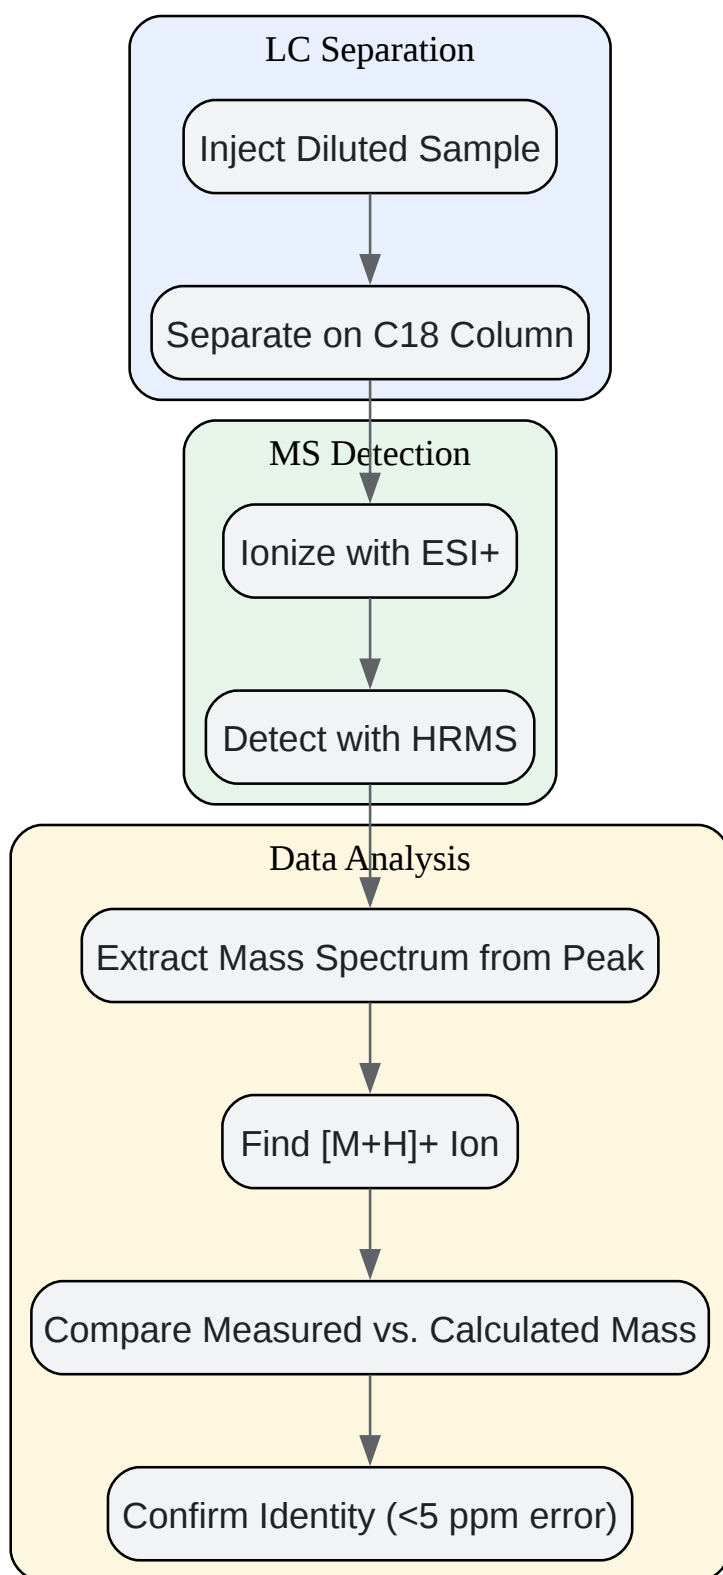 LC Separation
Inject Diluted Sample
Separate on C18 Column
MS Detection
Ionize with ESI+
Detect with HRMS
Data Analysis
Extract Mass Spectrum from Peak
Find [M+H]+ Ion
Compare Measured vs. Calculated Mass
Confirm Identity (<5 ppm error)